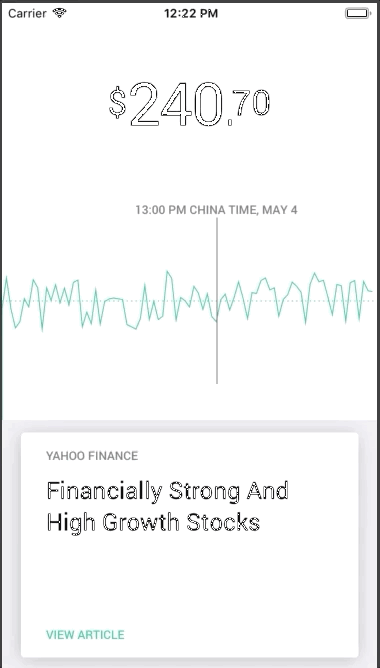 Carrier 12:22 PM
$240.70
13:00 PM CHINA TIME, MAY 4
YAHOO FINANCE
Financially Strong And
High Growth Stocks
VIEW ARTICLE